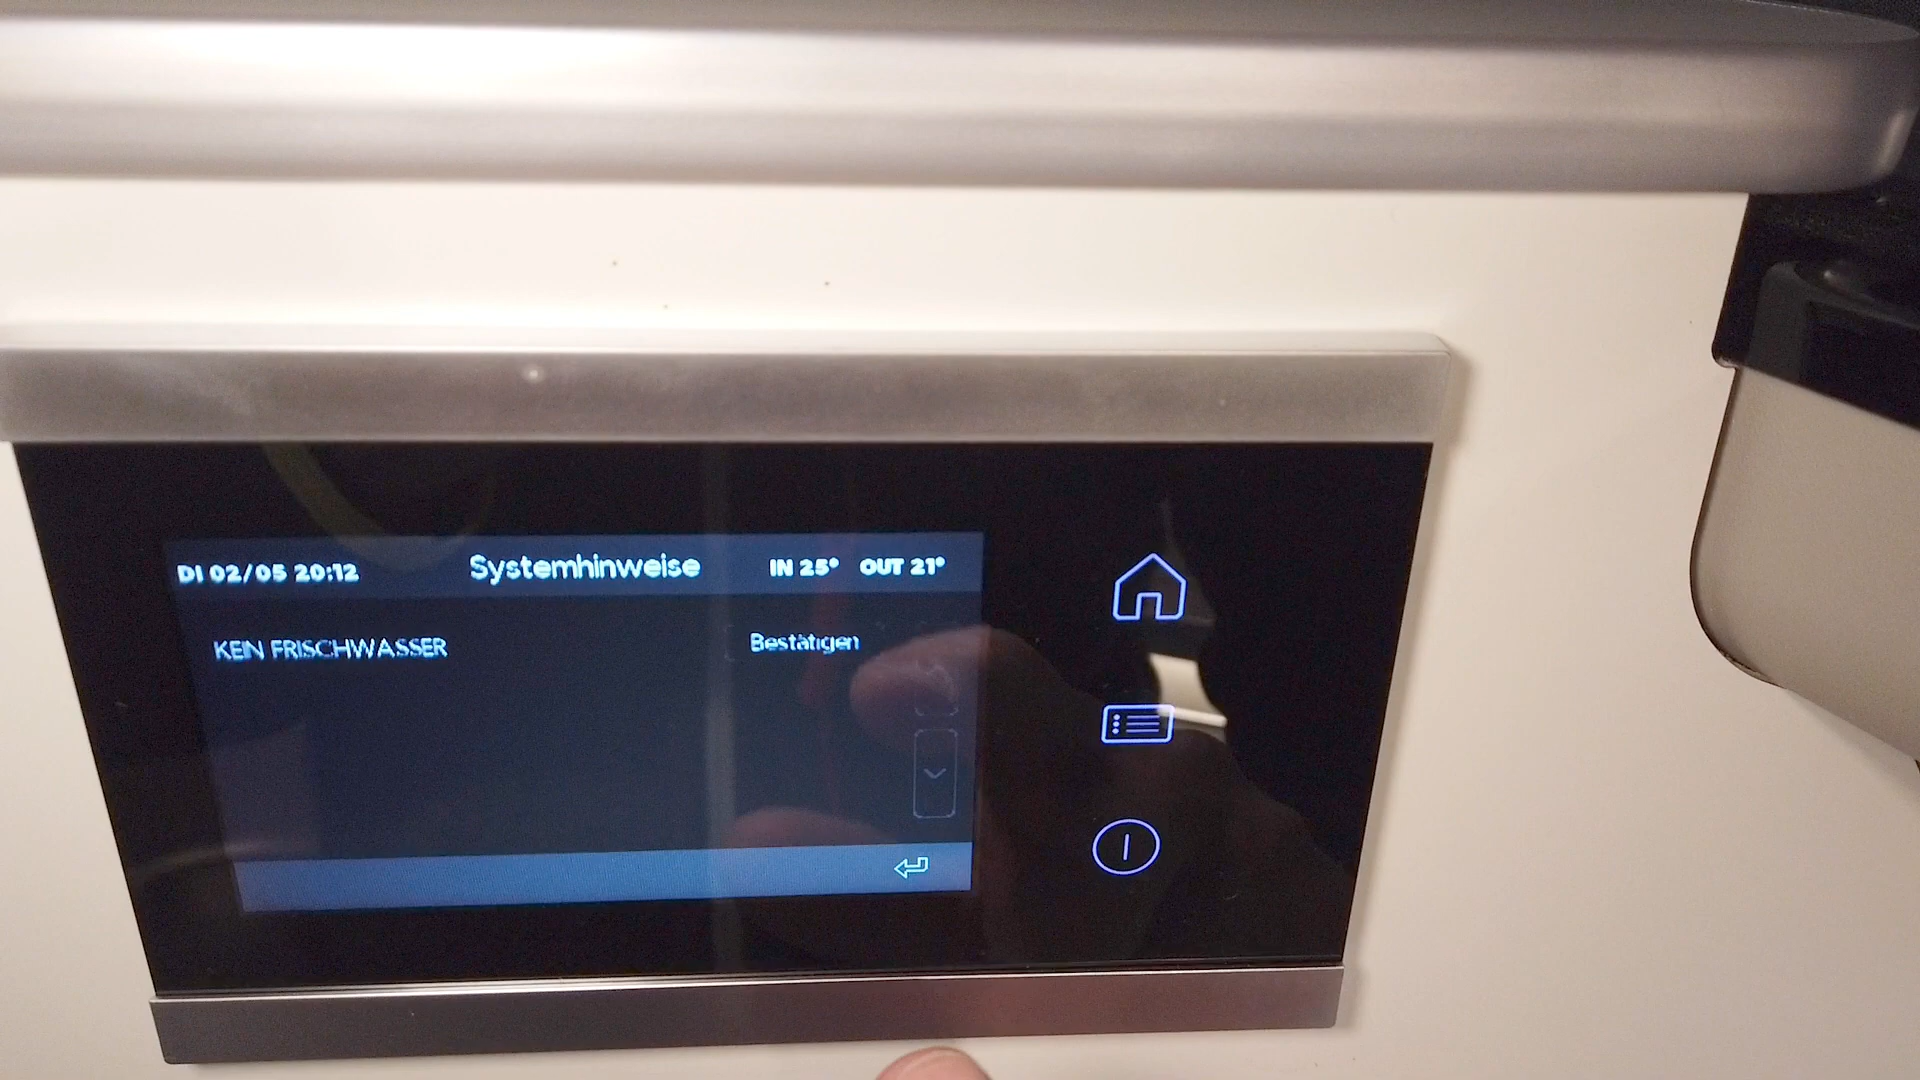 DI 02/05 20:12 Systemhinweise IN 25° OUT 21°
KEIN FRISCHWASSER Bestätigen